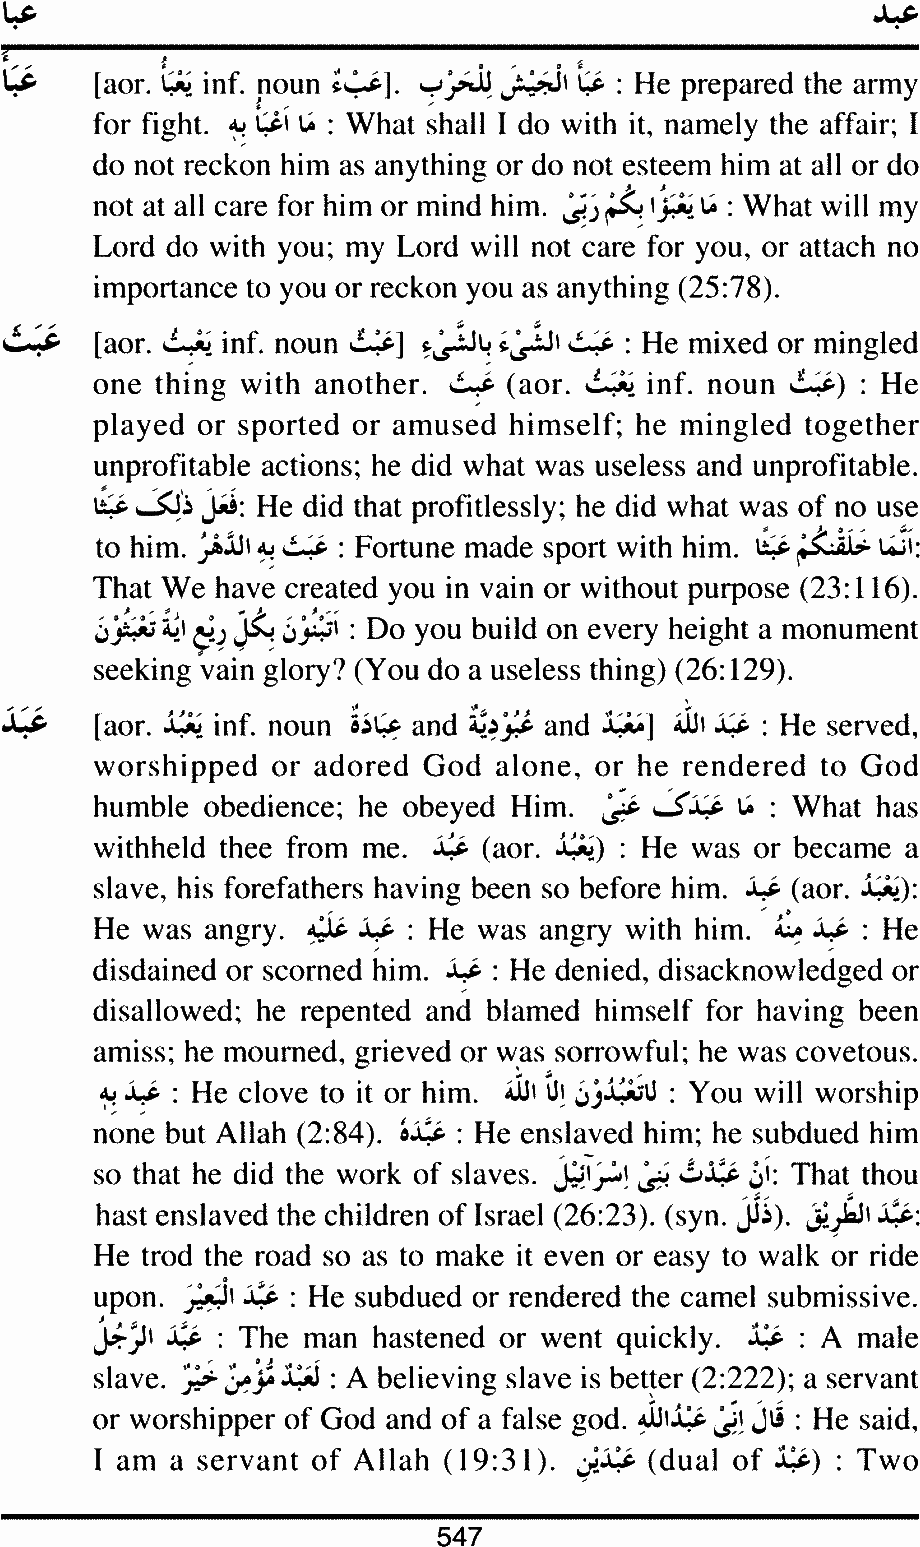 عبا عبد
عَبَأَ [aor. يَعْبَأُ inf. noun عَبْءٌ]. عَبَأَ الْجَيْشَ لِلْحَرْبِ : He prepared the army
for fight. مَا اَعْبَأُ بِهٖ : What shall I do with it, namely the affair; I
do not reckon him as anything or do not esteem him at all or do
not at all care for him or mind him. مَا يَعْبَؤُا بِكُمْ رَبِّیْ : What will my
Lord do with you; my Lord will not care for you, or attach no
importance to you or reckon you as anything (25:78).
عَبَثَ [aor. يَعْبِثُ inf. noun عَبْثٌ] عَبَثَ الشَّیْءَ بِالشَّیْءِ : He mixed or mingled
one thing with another. عَبِثَ (aor. يَعْبَثُ inf. noun عَبَثٌ) : He
played or sported or amused himself; he mingled together
unprofitable actions; he did what was useless and unprofitable.
فَعَلَ ذٰلِکَ عَبَثًا: He did that profitlessly; he did what was of no use
to him. عَبَثَ بِهِ الدَّهْرُ : Fortune made sport with him. اَنَّمَا خَلَقْنٰكُمْ عَبَثًا:
That We have created you in vain or without purpose (23:116).
اَتَبْنُوْنَ بِكُلِّ رِيْعٍ اٰيَةً تَعْبَثُوْنَ : Do you build on every height a monument
seeking vain glory? (You do a useless thing) (26:129).
عَبَدَ [aor. يَعْبُدُ inf. noun عِبَادَةٌ and عُبُوْدِيَّةٌ and مَعْبَدٌ] عَبَدَ اللّٰهَ : He served,
worshipped or adored God alone, or he rendered to God
humble obedience; he obeyed Him. مَا عَبَدَکَ عَنِّیْ : What has
withheld thee from me. عَبُدَ (aor. يَعْبُدُ) : He was or became a
slave, his forefathers having been so before him. عَبِدَ (aor. يَعْبَدُ):
He was angry. عَبِدَ عَلَيْهِ : He was angry with him. عَبِدَ مِنْهُ : He
disdained or scorned him. عَبِدَ : He denied, disacknowledged or
disallowed; he repented and blamed himself for having been
amiss; he mourned, grieved or was sorrowful; he was covetous.
عَبِدَ بِهٖ : He clove to it or him. لَاتَعْبُدُوْنَ اِلَّا اللّٰهَ : You will worship
none but Allah (2:84). عَبَّدَهُ : He enslaved him; he subdued him
so that he did the work of slaves. اَنْ عَبَّدْتَّ بَنِیْ اِسْرَآئِيْلَ: That thou
hast enslaved the children of Israel (26:23). (syn. ذَلَّلَ). عَبَّدَ الطَّرِيْقَ:
He trod the road so as to make it even or easy to walk or ride
upon. عَبَّدَ الْبَعِيْرَ : He subdued or rendered the camel submissive.
عَبَّدَ الرَّجُلُ : The man hastened or went quickly. عَبْدٌ : A male
slave. لَعَبْدٌ مُّؤْمِنٌ خَيْرٌ : A believing slave is better (2:222); a servant
or worshipper of God and of a false god. قَالَ اِنِّیْ عَبْدُاللّٰهِ : He said,
I am a servant of Allah (19:31). عَبْدَيْنِ (dual of عَبْدٌ) : Two
547